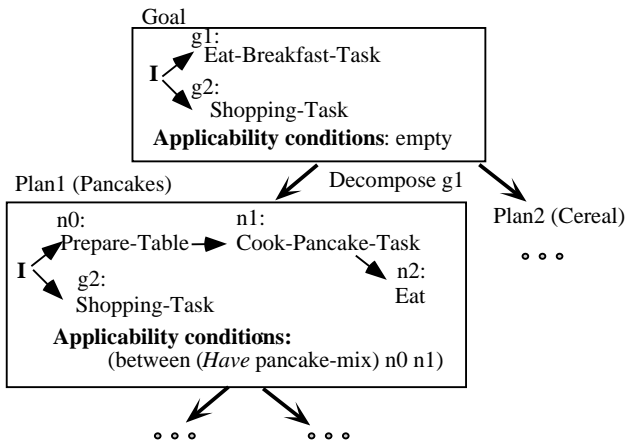 Goal
g1:
Eat-Breakfast-Task
I
g2:
Shopping-Task
Applicability conditions: empty
Plan1 (Pancakes)
Decompose g1
Plan2 (Cereal)
n0:
n1:
Prepare-Table
Cook-Pancake-Task
I
g2:
n2:
Shopping-Task
Eat
Applicability conditions:
(between (Have pancake-mix) n0 n1)